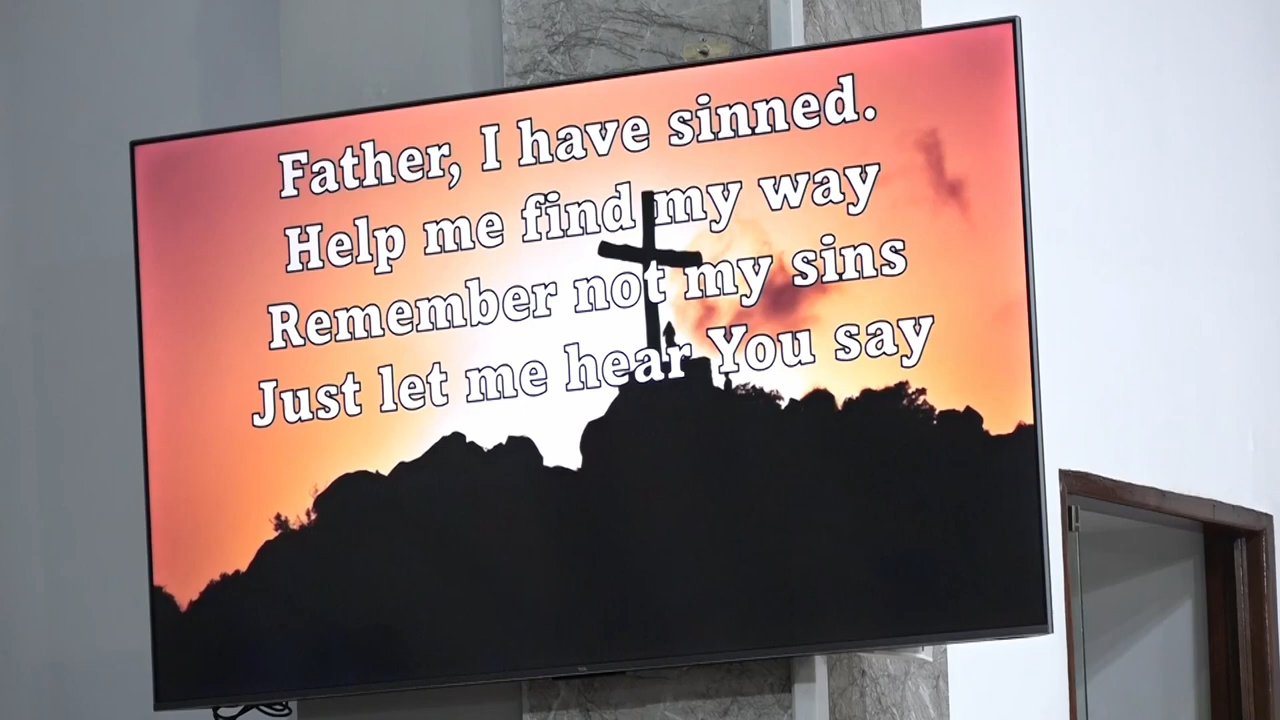 Father, I have sinned.
Help me find my way
Remember not my sins
Just let me hear You say